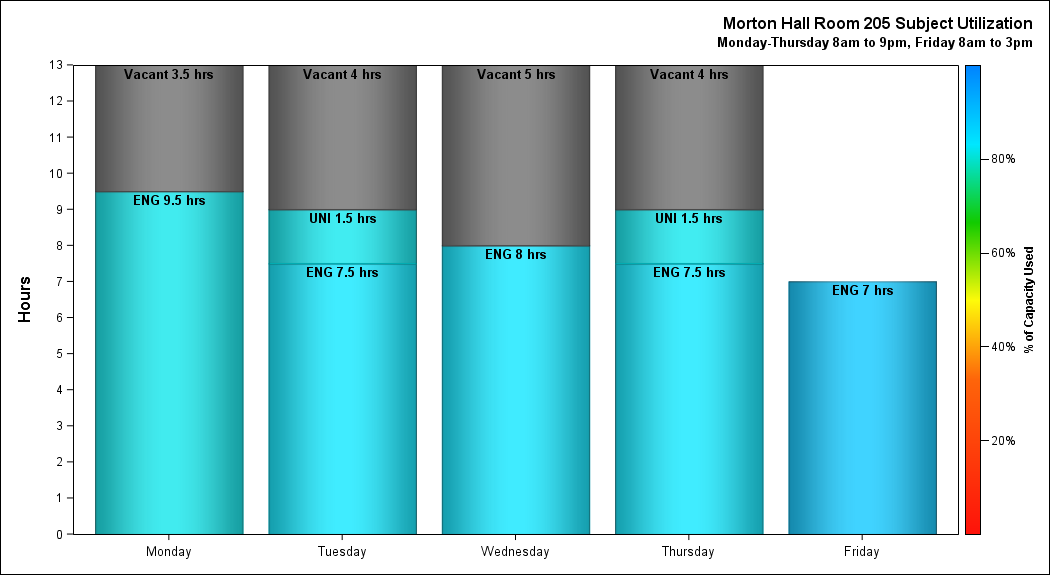 Morton Hall Room 205 Subject Utilization
Monday-Thursday 8am to 9pm, Friday 8am to 3pm
Hours
13
12
11
10
9
8
7
6
5
4
3
2
1
0
Vacant 3.5 hrs
ENG 9.5 hrs
Vacant 4 hrs
UNI 1.5 hrs
ENG 7.5 hrs
Vacant 5 hrs
ENG 8 hrs
Vacant 4 hrs
UNI 1.5 hrs
ENG 7.5 hrs
ENG 7 hrs
Monday
Tuesday
Wednesday
Thursday
Friday
80%
60%
40%
20%
% of Capacity Used